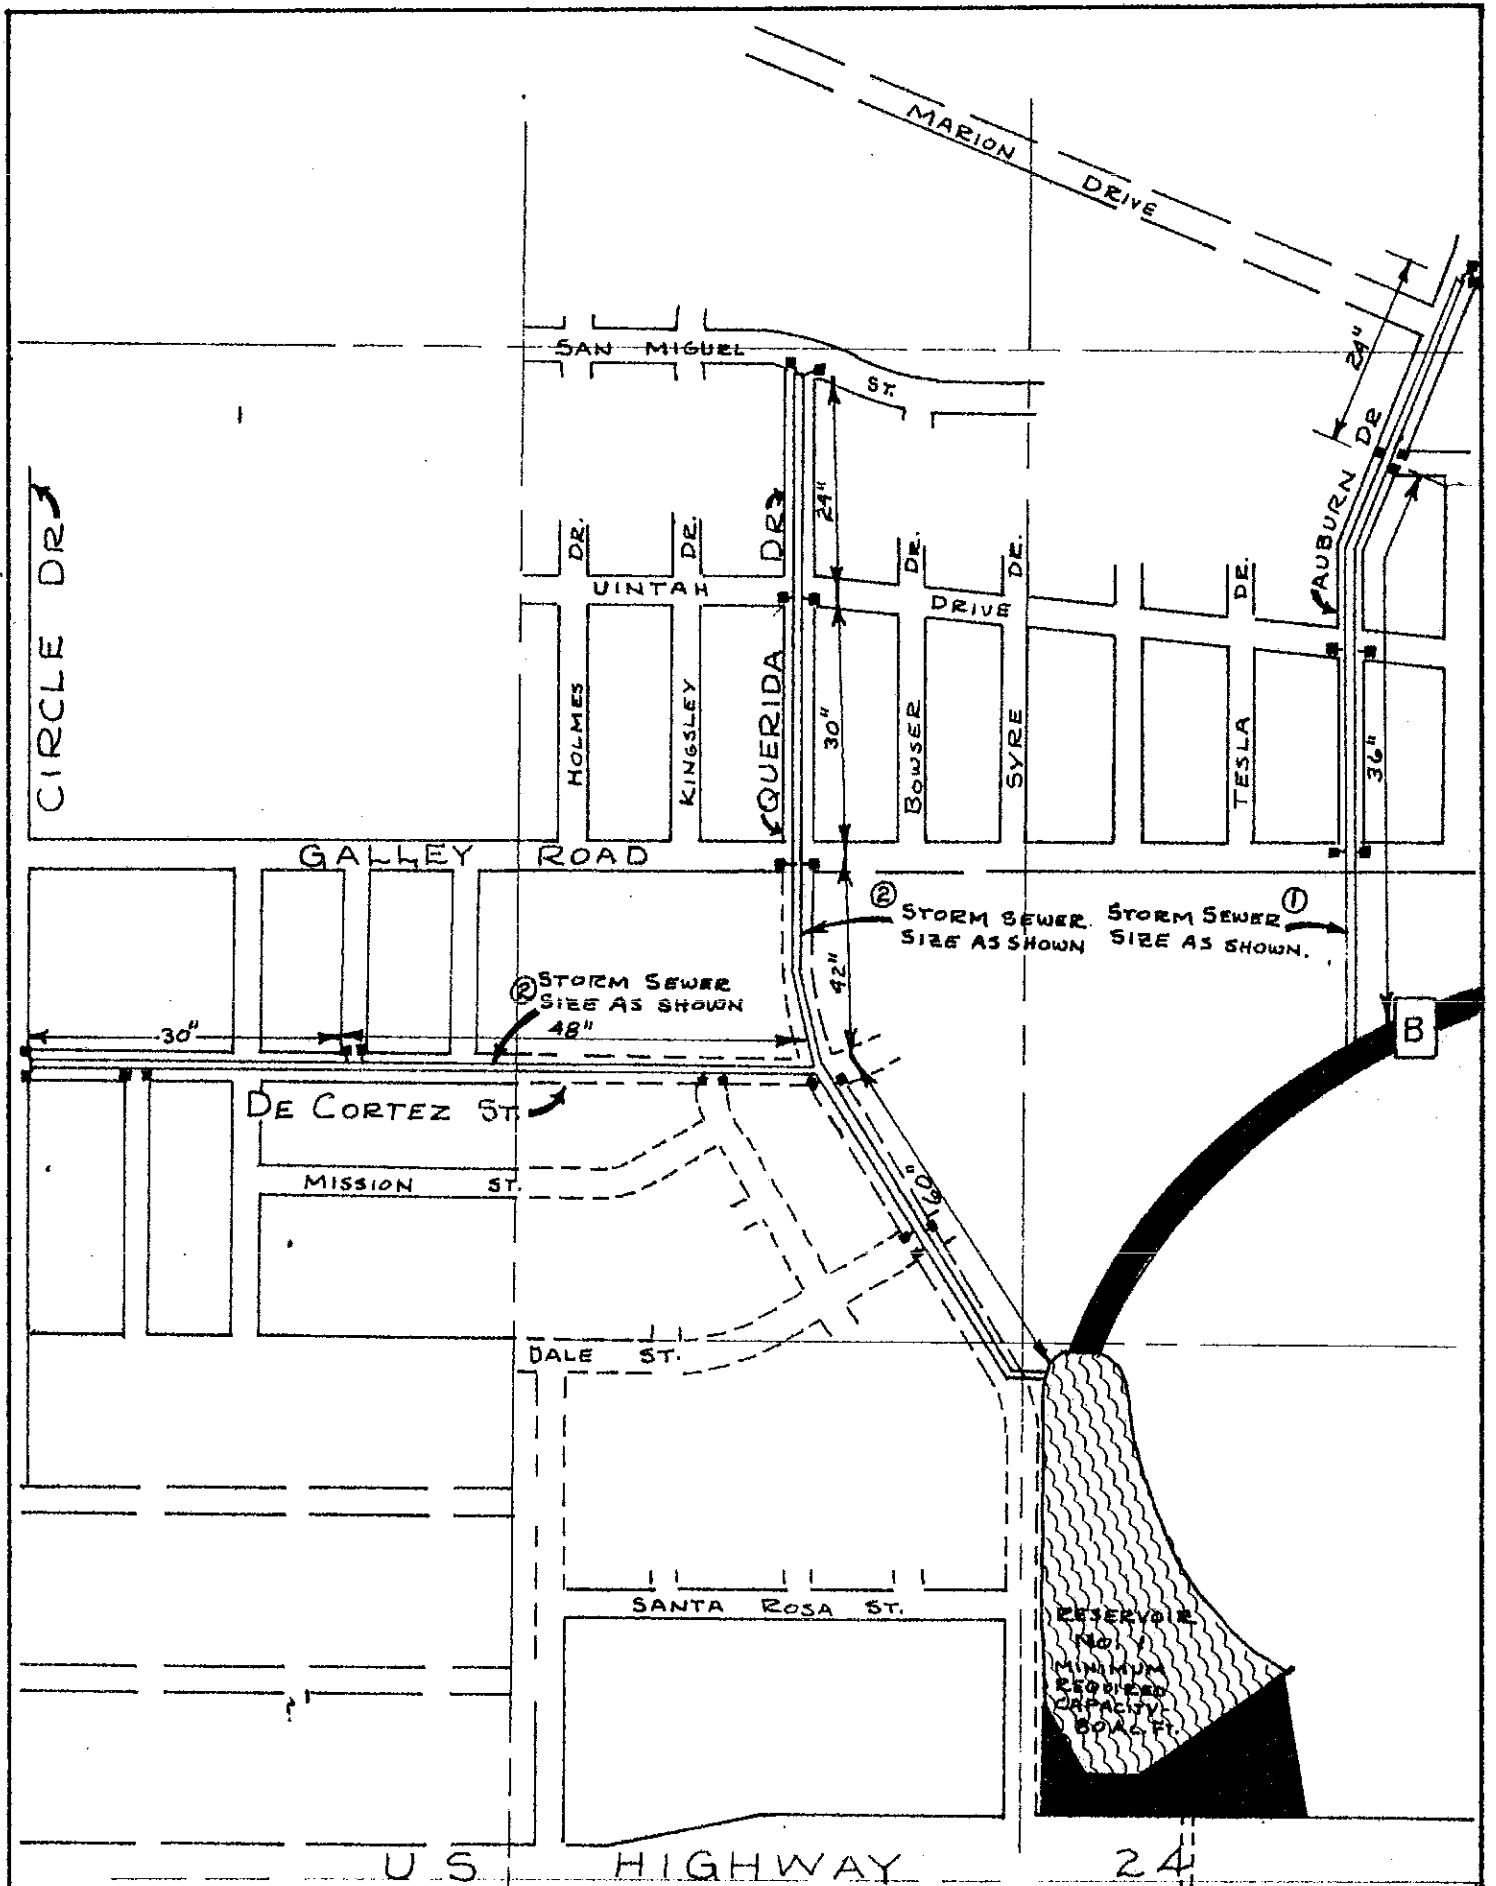 MARION DRIVE
24"
SAN MIGUEL ST.
AUBURN DR
CIRCLE DR
24"
DR.
DR.
DR.
DR.
DR.
UINTAH DRIVE
HOLMES
KINGSLEY
QUERIDA DR
30"
BOWSER
SYRE
TESLA
36"
GALLEY ROAD
② STORM SEWER
SIZE AS SHOWN
① STORM SEWER
SIZE AS SHOWN.
42"
② STORM SEWER
SIZE AS SHOWN
30"
48"
B
DE CORTEZ ST.
60"
MISSION ST.
DALE ST.
SANTA ROSA ST.
RESERVOIR
NO. 1
MINIMUM
REQUIRED
CAPACITY-
80 AC. FT.
US HIGHWAY 24